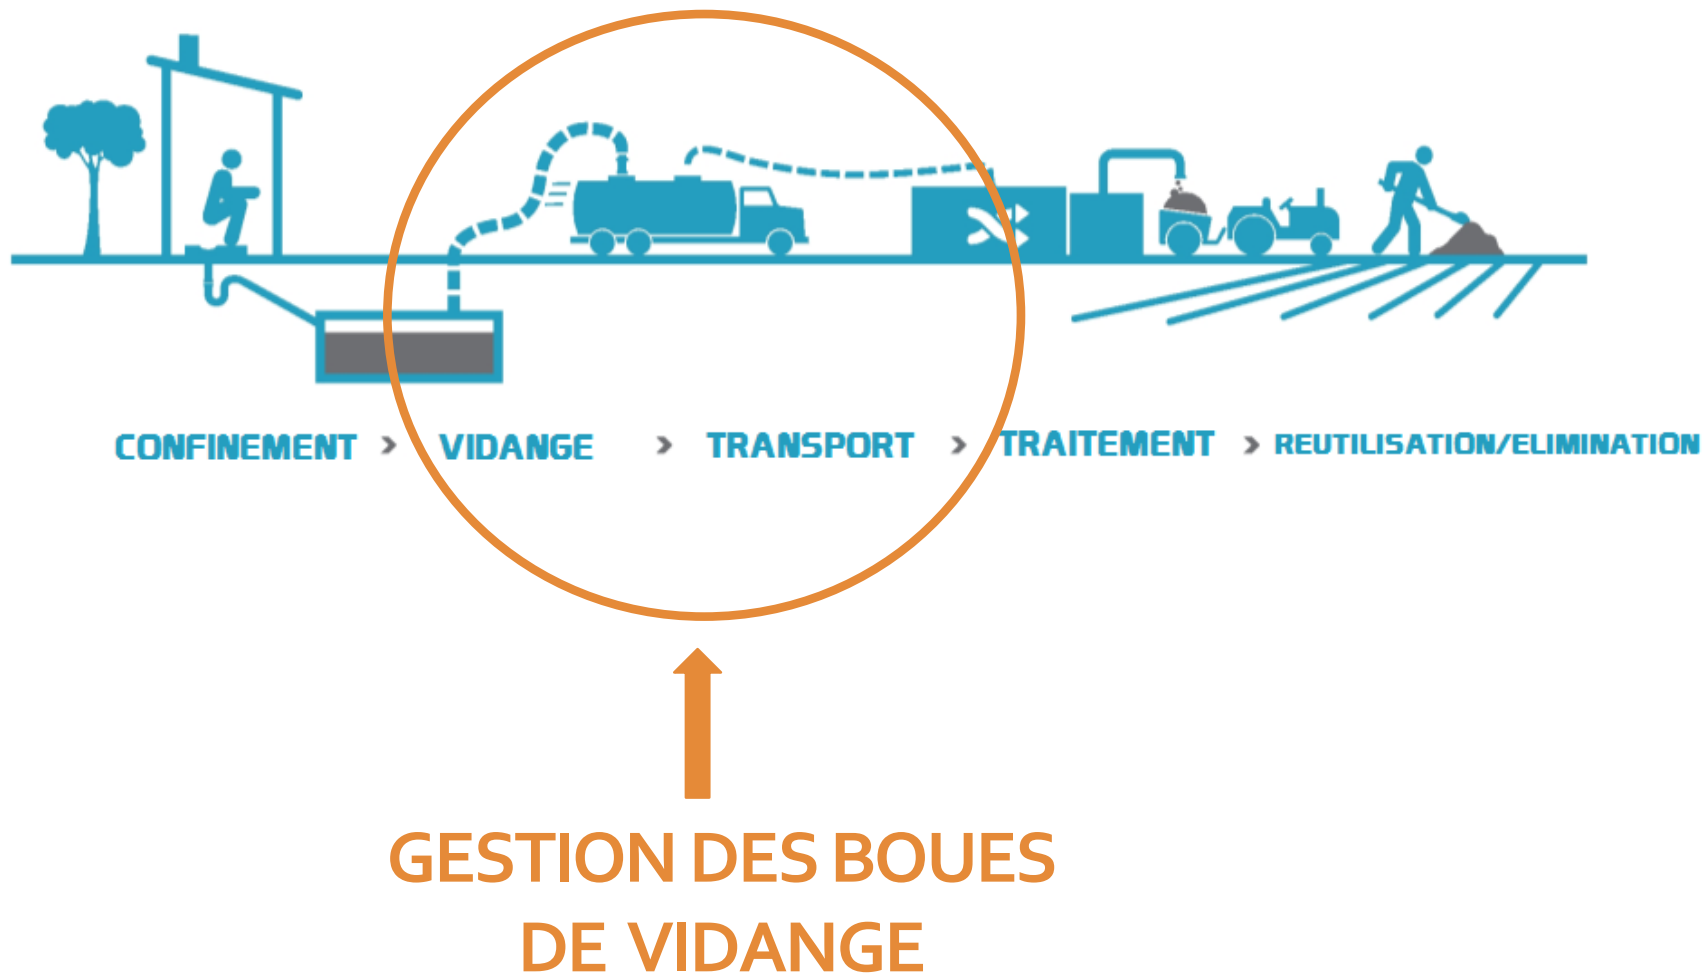 CONFINEMENT > VIDANGE > TRANSPORT > TRAITEMENT > REUTILISATION/ELIMINATION
GESTION DES BOUES
DE VIDANGE